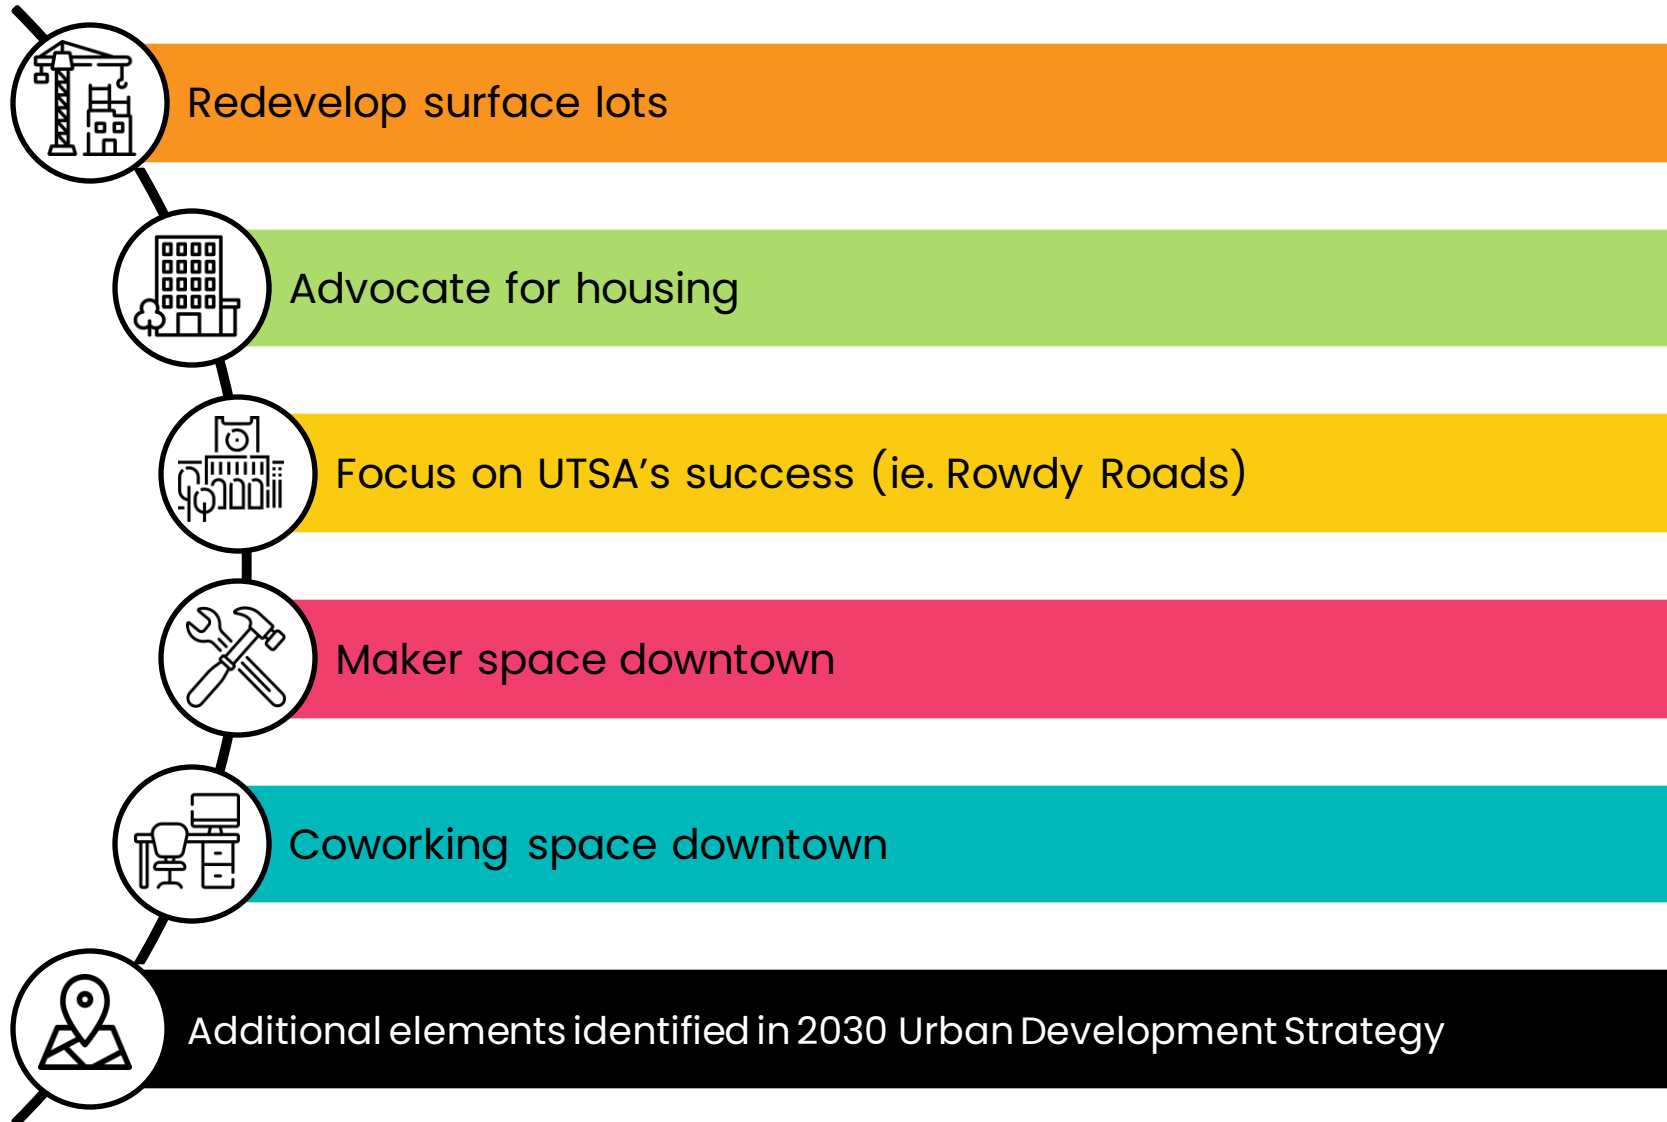 Redevelop surface lots
Advocate for housing
Focus on UTSA’s success (ie. Rowdy Roads)
Maker space downtown
Coworking space downtown
Additional elements identified in 2030 Urban Development Strategy